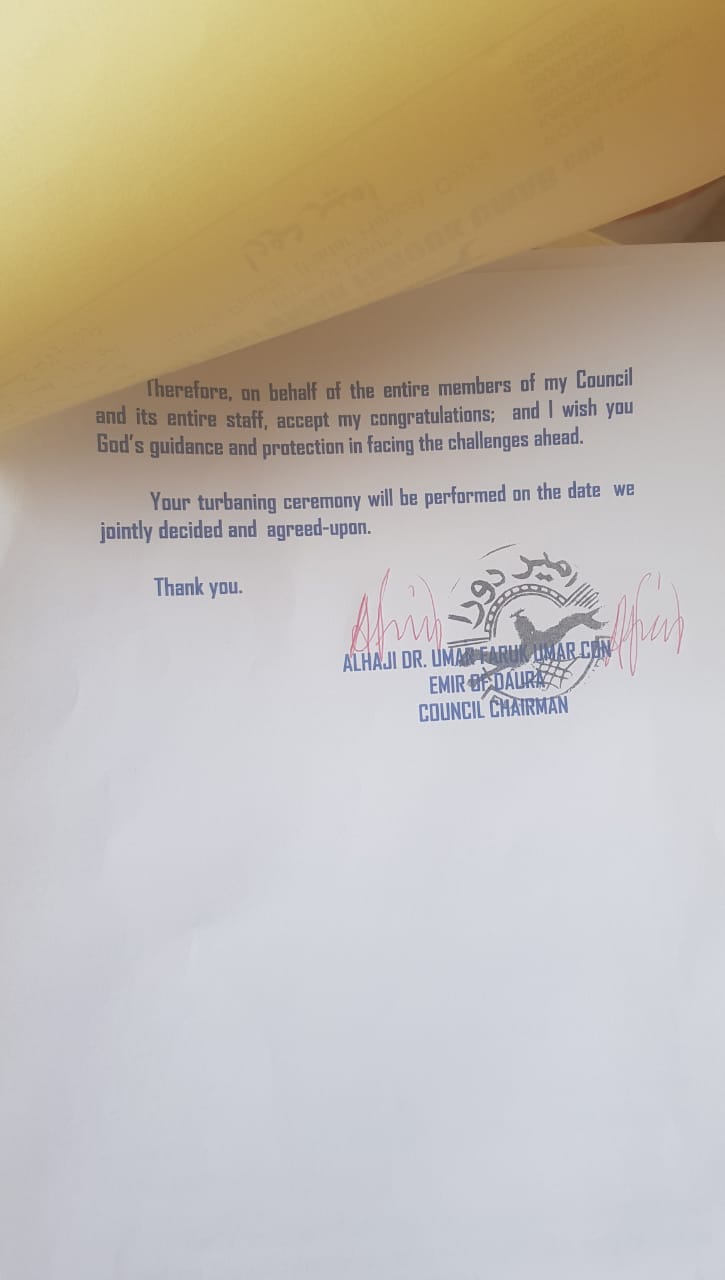 Therefore, on behalf of the entire members of my Council
and its entire staff, accept my congratulations; and I wish you
God's guidance and protection in facing the challenges ahead.
Your turbaning ceremony will be performed on the date we
jointly decided and agreed-upon.
Thank you.
ALHAJI DR. UMAR FARUK UMAR CON
EMIR OF DAURA
COUNCIL CHAIRMAN